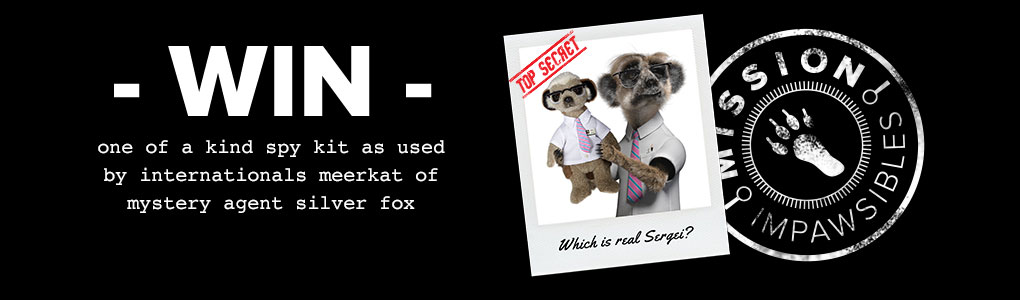 - WIN -
one of a kind spy kit as used
by internationals meerkat of
mystery agent silver fox
TOP SECRET
Which is real Sergei?
MISSION
IMPAWSIBLES